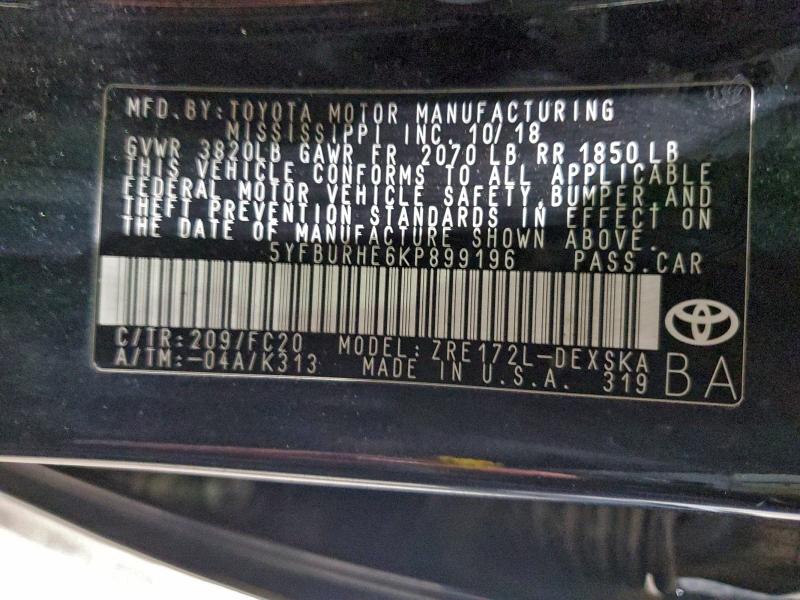 MFD.BY:TOYOTA MOTOR MANUFACTURING
MISSISSIPPI INC. 10/18
GVWR 3820LB GAWR FR. 2070 LB RR 1850 LB
THIS VEHICLE CONFORMS TO ALL APPLICABLE
FEDERAL MOTOR VEHICLE SAFETY,BUMPER,AND
THEFT PREVENTION STANDARDS IN EFFECT ON
THE DATE OF MANUFACTURE SHOWN ABOVE.
5YFBURHE6KP899196 PASS.CAR
C/TR:209/FC20 MODEL:ZRE172L-DEXSKA
A/TM:-04A/K313 MADE IN U.S.A. 319
BA